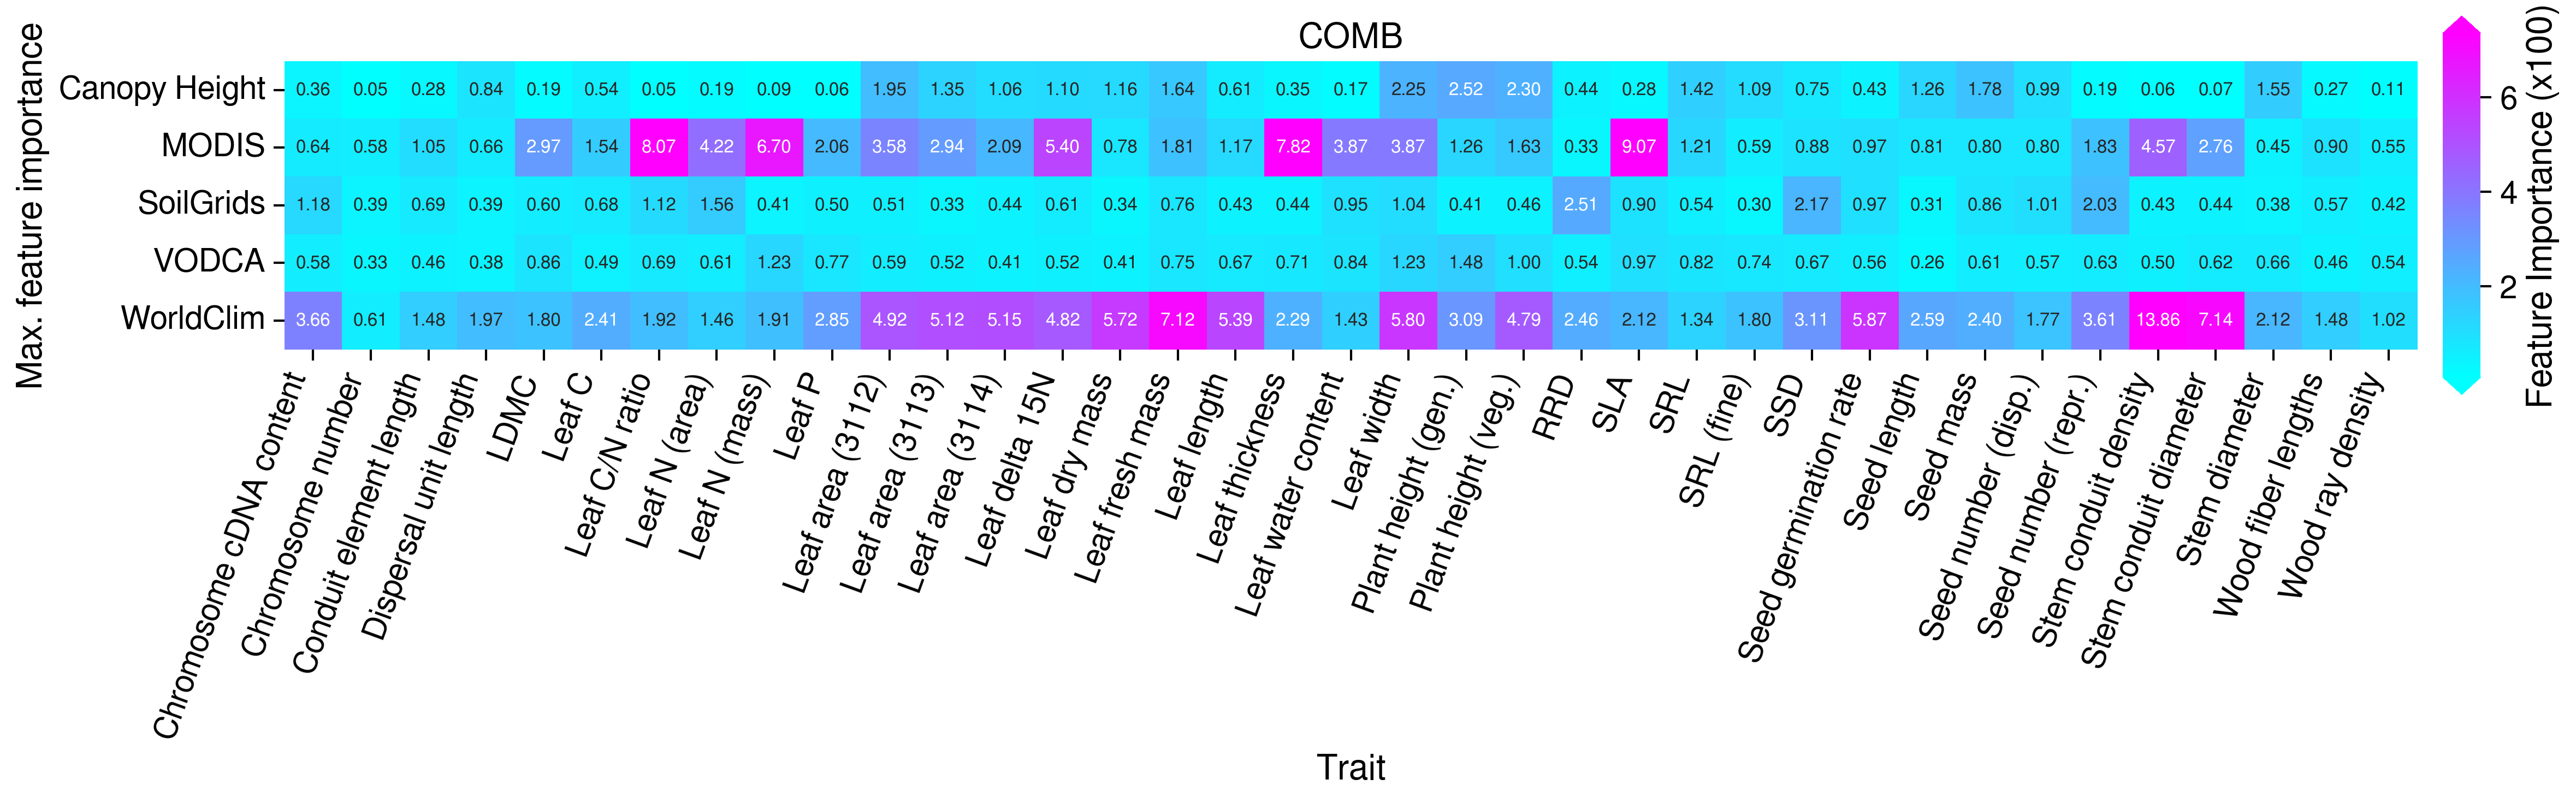 COMB
Max. feature importance
Canopy Height 0.36 0.05 0.28 0.84 0.19 0.54 0.05 0.19 0.09 0.06 1.95 1.35 1.06 1.10 1.16 1.64 0.61 0.35 0.17 2.25 2.52 2.30 0.44 0.28 1.42 1.09 0.75 0.43 1.26 1.78 0.99 0.19 0.06 0.07 1.55 0.27 0.11
MODIS 0.64 0.58 1.05 0.66 2.97 1.54 8.07 4.22 6.70 2.06 3.58 2.94 2.09 5.40 0.78 1.81 1.17 7.82 3.87 3.87 1.26 1.63 0.33 9.07 1.21 0.59 0.88 0.97 0.81 0.80 0.80 1.83 4.57 2.76 0.45 0.90 0.55
SoilGrids 1.18 0.39 0.69 0.39 0.60 0.68 1.12 1.56 0.41 0.50 0.51 0.33 0.44 0.61 0.34 0.76 0.43 0.44 0.95 1.04 0.41 0.46 2.51 0.90 0.54 0.30 2.17 0.97 0.31 0.86 1.01 2.03 0.43 0.44 0.38 0.57 0.42
VODCA 0.58 0.33 0.46 0.38 0.86 0.49 0.69 0.61 1.23 0.77 0.59 0.52 0.41 0.52 0.41 0.75 0.67 0.71 0.84 1.23 1.48 1.00 0.54 0.97 0.82 0.74 0.67 0.56 0.26 0.61 0.57 0.63 0.50 0.62 0.66 0.46 0.54
WorldClim 3.66 0.61 1.48 1.97 1.80 2.41 1.92 1.46 1.91 2.85 4.92 5.12 5.15 4.82 5.72 7.12 5.39 2.29 1.43 5.80 3.09 4.79 2.46 2.12 1.34 1.80 3.11 5.87 2.59 2.40 1.77 3.61 13.86 7.14 2.12 1.48 1.02
Chromosome cDNA content
Chromosome number
Conduit element length
Dispersal unit length
LDMC
Leaf C
Leaf C/N ratio
Leaf N (area)
Leaf N (mass)
Leaf P
Leaf area (3112)
Leaf area (3113)
Leaf area (3114)
Leaf delta 15N
Leaf dry mass
Leaf fresh mass
Leaf length
Leaf thickness
Leaf water content
Leaf width
Plant height (gen.)
Plant height (veg.)
RRD
SLA
SRL
SRL (fine)
SSD
Seed germination rate
Seed length
Seed mass
Seed number (disp.)
Seed number (repr.)
Stem conduit density
Stem conduit diameter
Stem diameter
Wood fiber lengths
Wood ray density
Trait
6
4
2
Feature Importance (x100)